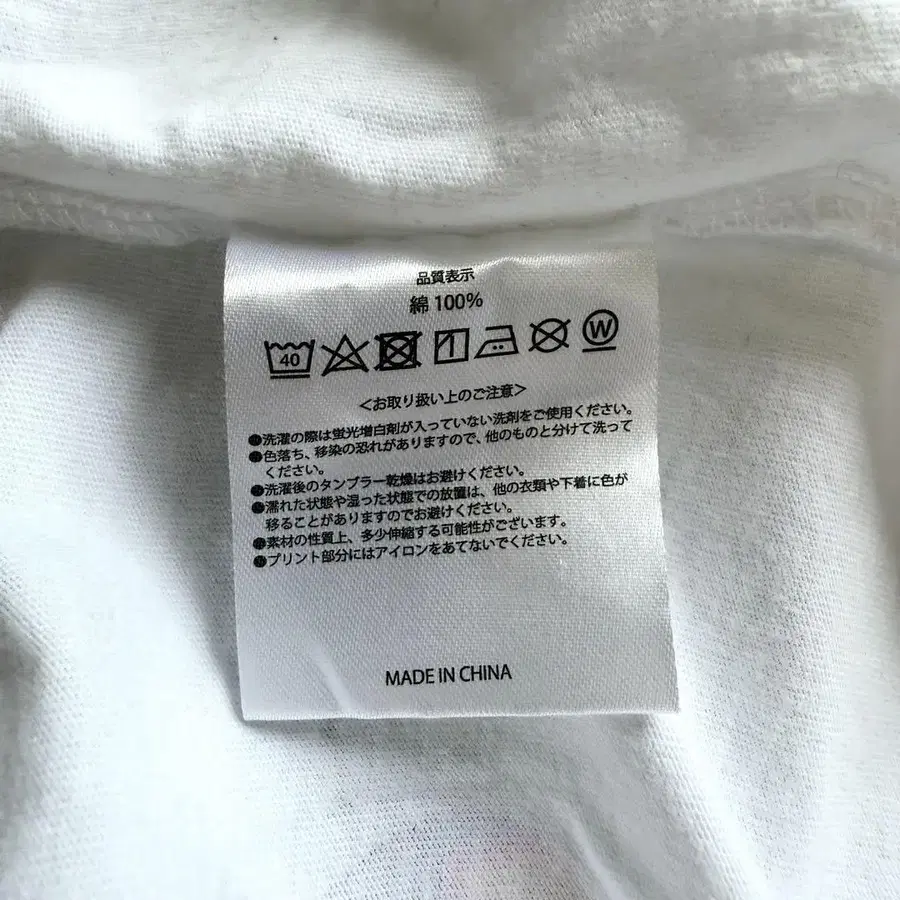 品質表示
綿 100%
40 W
<お取り扱い上のご注意>
●洗濯の際は蛍光増白剤が入っていない洗剤をご使用ください。
●色落ち、移染の恐れがありますので、他のものと分けて洗って
ください。
●洗濯後のタンブラー乾燥はお避けください。
●濡れた状態や湿った状態での放置は、他の衣類や下着に色が
移ることがありますのでお避けください。
●素材の性質上、多少伸縮する可能性がございます。
●プリント部分にはアイロンをあてないでください。
MADE IN CHINA